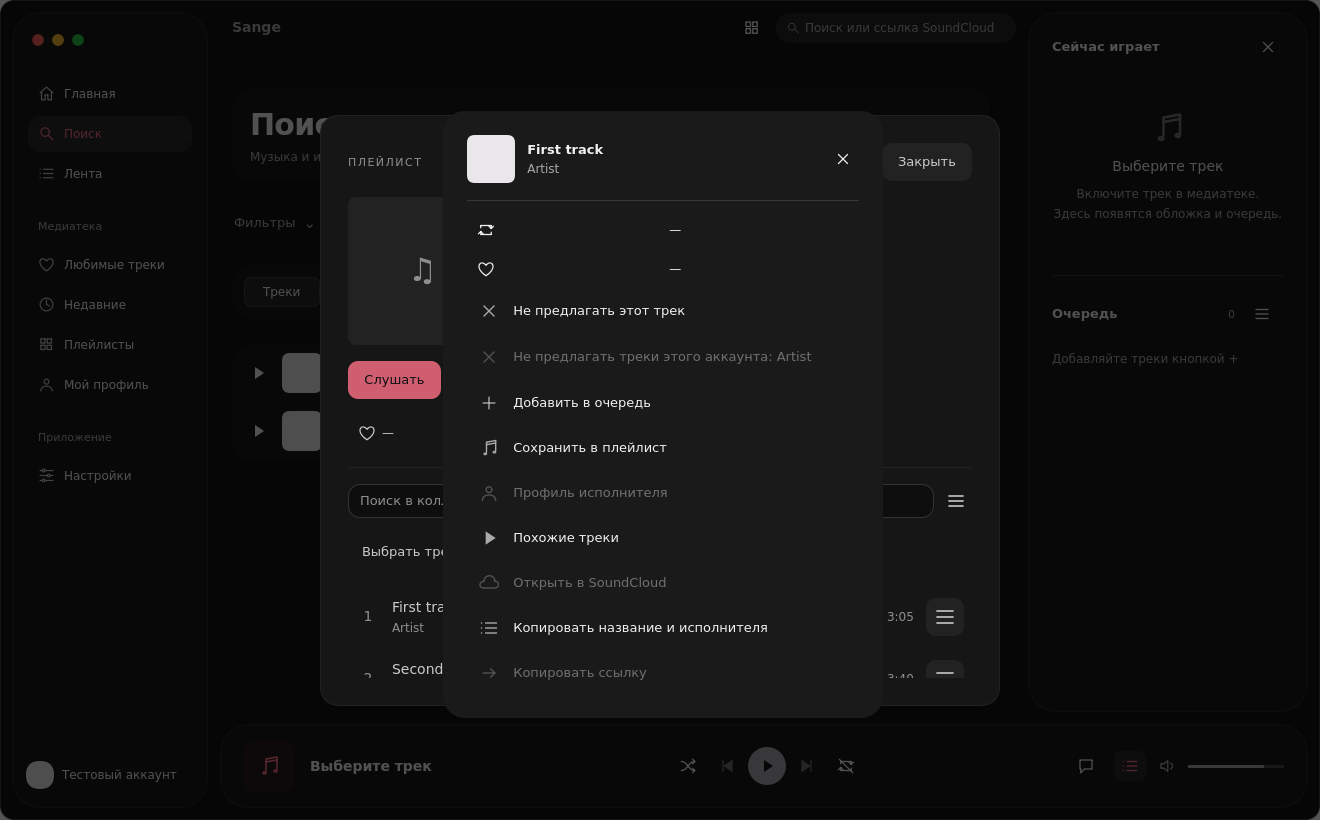 Sange
Поиск или ссылка SoundCloud
Главная
Поиск
Лента
Медиатека
Любимые треки
Недавние
Плейлисты
Мой профиль
Приложение
Настройки
Тестовый аккаунт
Музыка и и
Фильтры
Треки
ПЛЕЙЛИСТ
Закрыть
Слушать
—
Поиск в кол
Выбрать тре
1
First tra
Artist
3:05
Second
First track
Artist
—
—
Не предлагать этот трек
Не предлагать треки этого аккаунта: Artist
Добавить в очередь
Сохранить в плейлист
Профиль исполнителя
Похожие треки
Открыть в SoundCloud
Копировать название и исполнителя
Копировать ссылку
Сейчас играет
Выберите трек
Включите трек в медиатеке.
Здесь появятся обложка и очередь.
Очередь
0
Добавляйте треки кнопкой +
Выберите трек